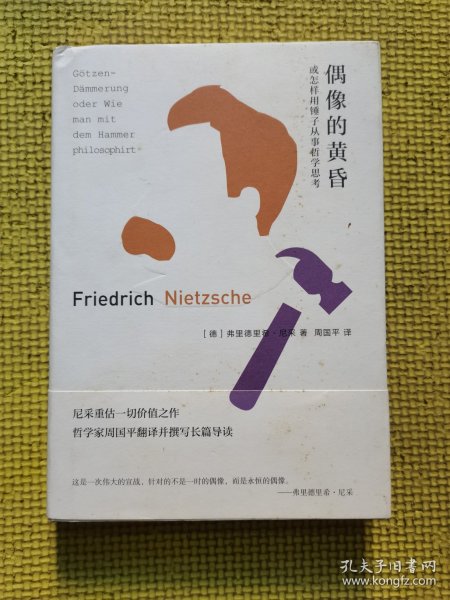 Götzen-
Dämmerung
oder Wie
man mit
dem Hammer
philosophirt
偶像的黄昏
或怎样用锤子从事哲学思考
Friedrich Nietzsche
[德] 弗里德里希·尼采 著 周国平 译
尼采重估一切价值之作
哲学家周国平翻译并撰写长篇导读
这是一次伟大的宣战，针对的不是一时的偶像，而是永恒的偶像。
——弗里德里希·尼采
孔夫子旧书网
www.kongfz.com